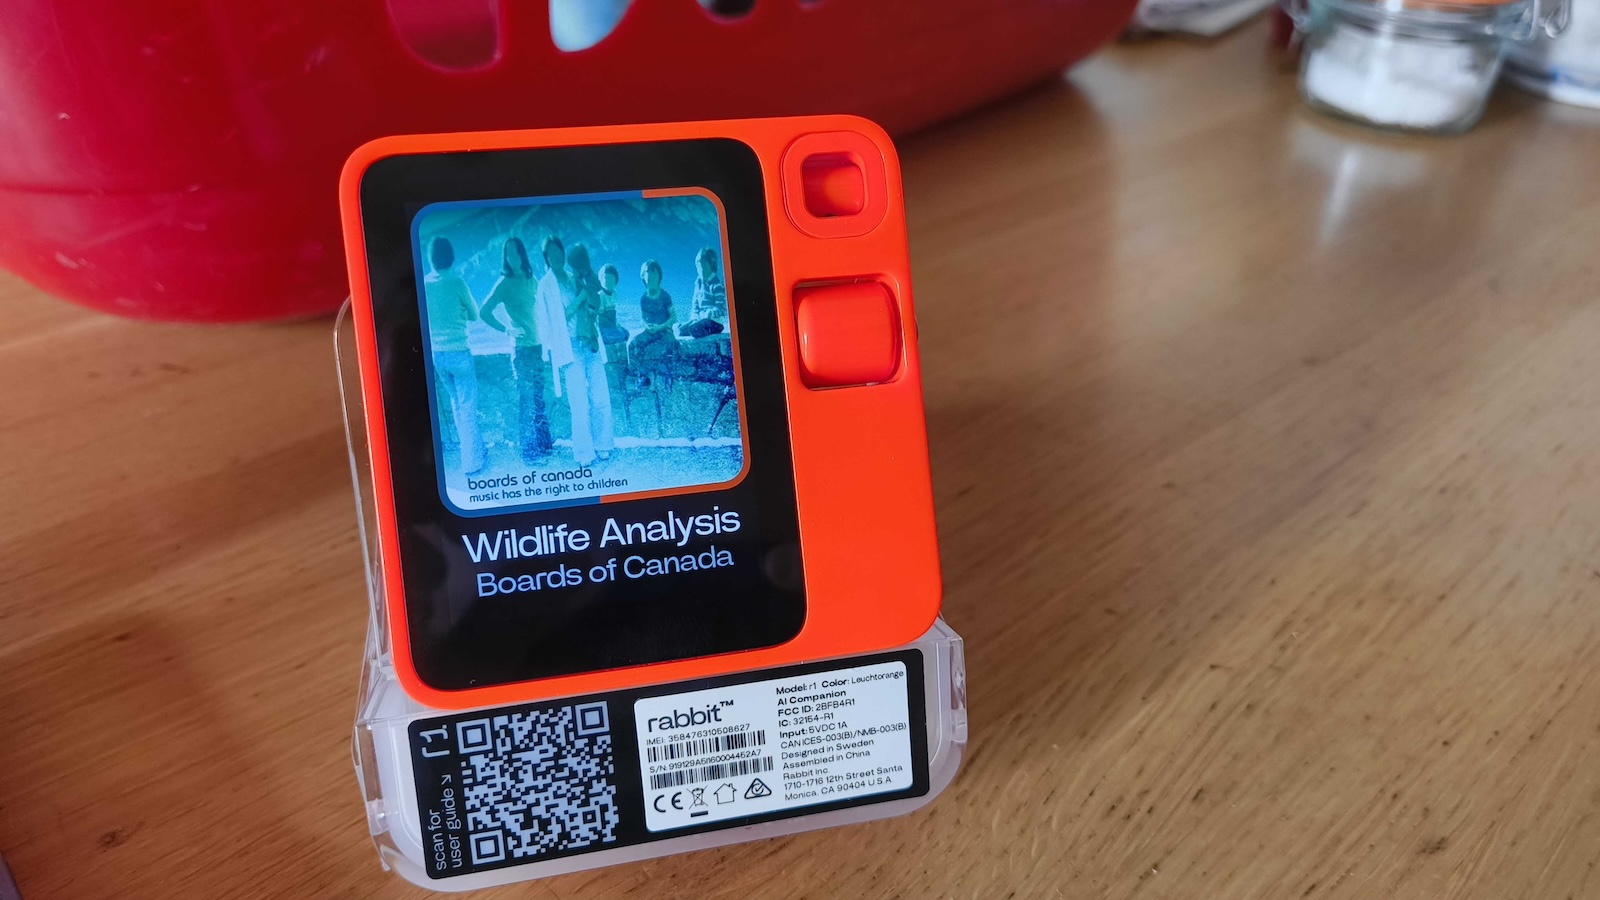 boards of canada
music has the right to children
Wildlife Analysis
Boards of Canada
scan for
user guide ↘
r1
rabbit™
IMEI: 358476310508627
S/N:919129A5I160004462A7
CE
Model: r1 Color: Leuchtorange
AI Companion
FCC ID: 2BFB4R1
IC: 32154-R1
Input: 5VDC 1A
CAN ICES-003(B)/NMB-003(B)
Designed in Sweden
Assembled in China
Rabbit Inc.
1710-1716 12th Street Santa
Monica, CA 90404 U.S.A.